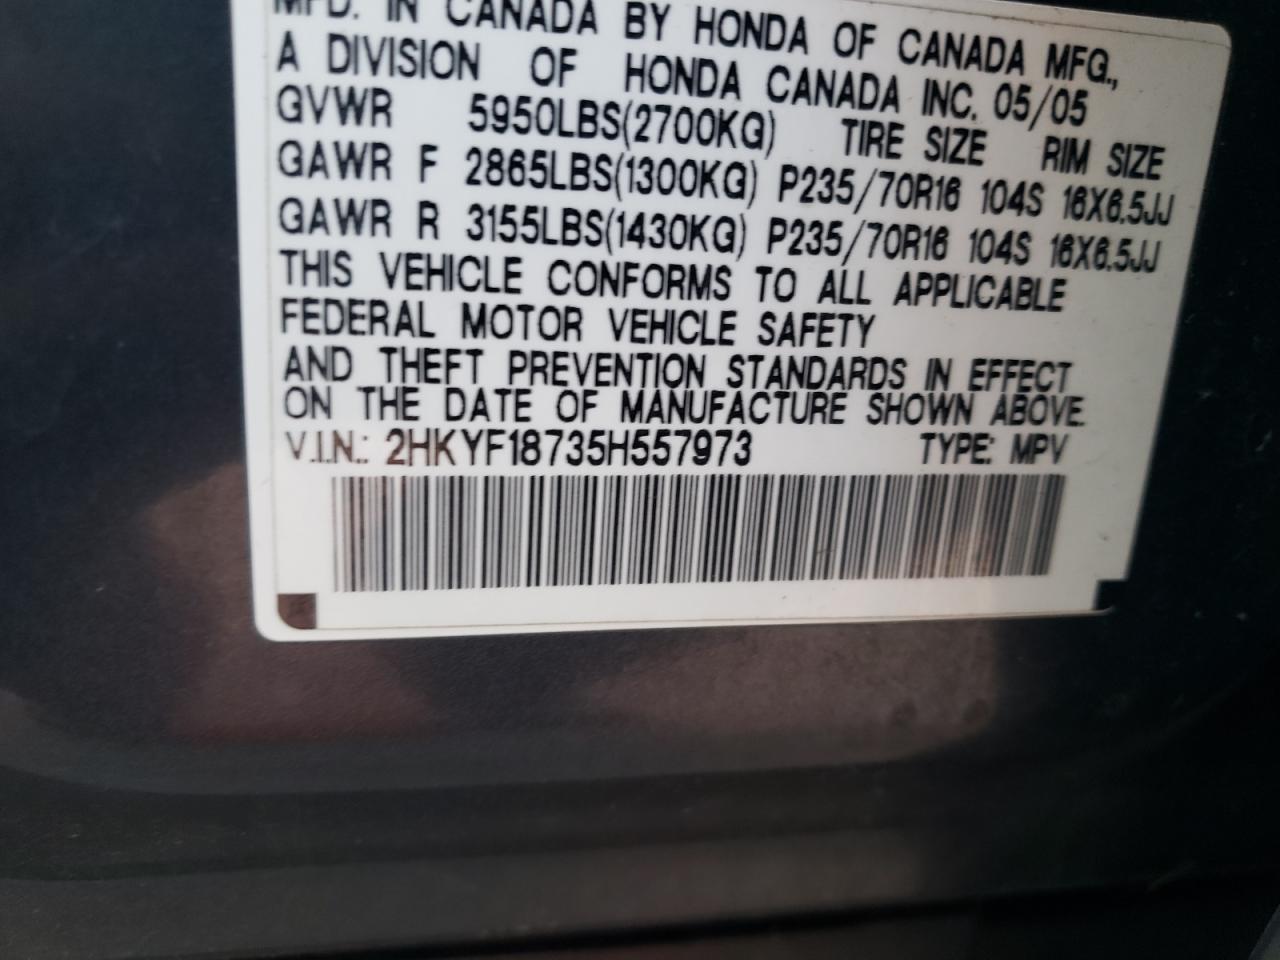 MFD. IN CANADA BY HONDA OF CANADA MFG.,
A DIVISION OF HONDA CANADA INC. 05/05
GVWR 5950LBS(2700KG) TIRE SIZE RIM SIZE
GAWR F 2865LBS(1300KG) P235/70R16 104S 16X6.5JJ
GAWR R 3155LBS(1430KG) P235/70R16 104S 16X6.5JJ
THIS VEHICLE CONFORMS TO ALL APPLICABLE
FEDERAL MOTOR VEHICLE SAFETY
AND THEFT PREVENTION STANDARDS IN EFFECT
ON THE DATE OF MANUFACTURE SHOWN ABOVE.
V.I.N.: 2HKYF18735H557973 TYPE: MPV